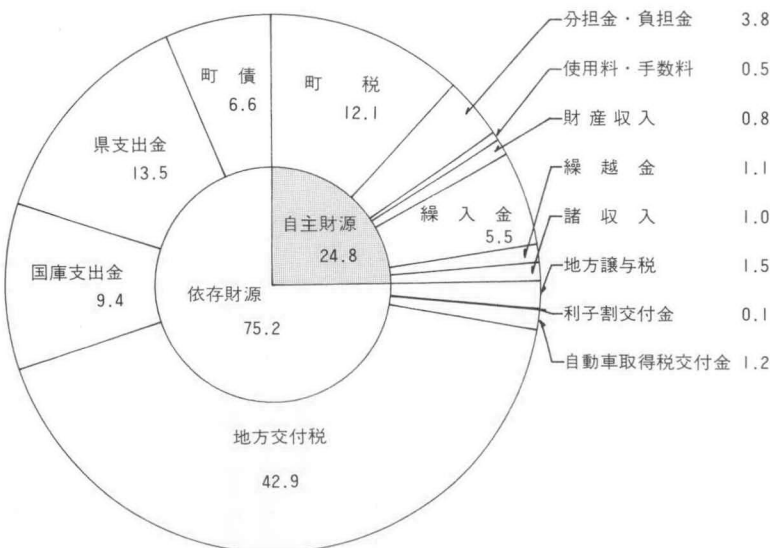 町税
12.1
分担金・負担金 3.8
使用料・手数料 0.5
財産収入 0.8
繰入金
5.5
繰越金 1.1
諸収入 1.0
地方譲与税 1.5
利子割交付金 0.1
自動車取得税交付金 1.2
地方交付税
42.9
国庫支出金
9.4
県支出金
13.5
町債
6.6
自主財源
24.8
依存財源
75.2